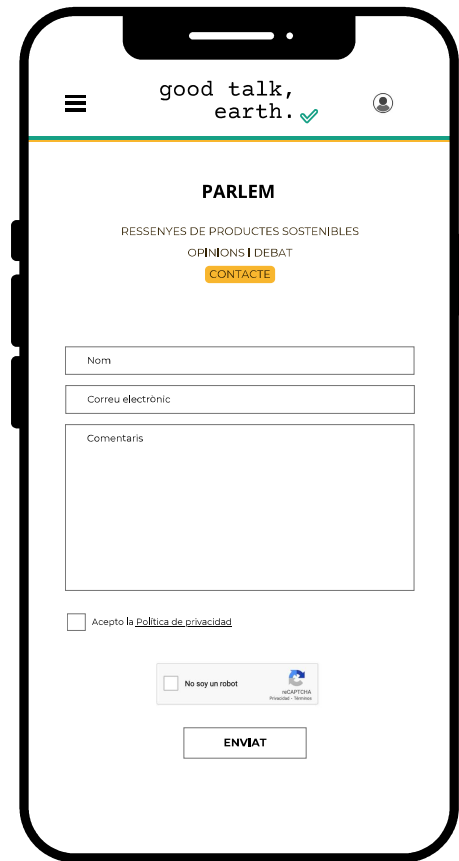 good talk,
earth.
PARLEM
RESSENYES DE PRODUCTES SOSTENIBLES
OPINIONS I DEBAT
CONTACTE
Nom
Correu electrònic
Comentaris
Acepto la Política de privacidad
No soy un robot
reCAPTCHA
Privacidad - Términos
ENVIAT